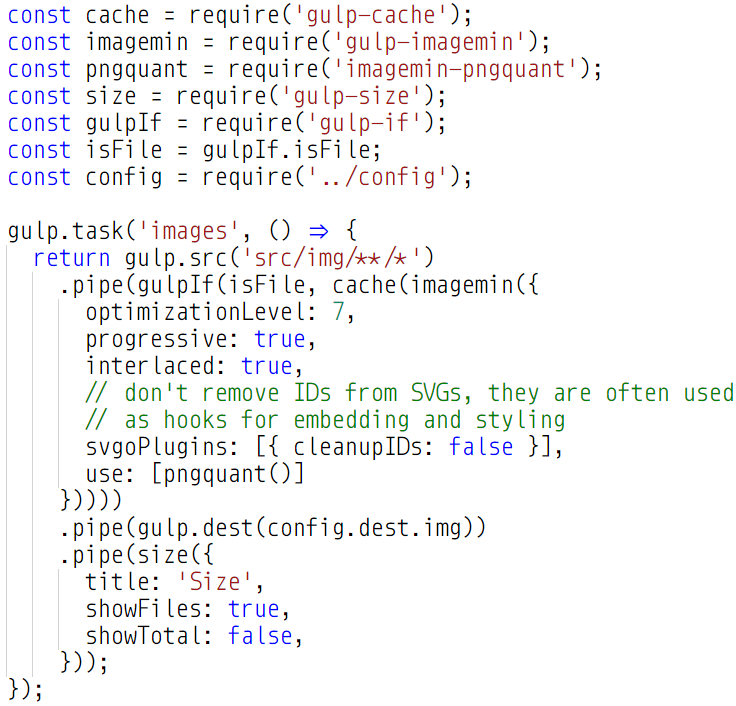 const cache = require('gulp-cache');
const imagemin = require('gulp-imagemin');
const pngquant = require('imagemin-pngquant');
const size = require('gulp-size');
const gulpIf = require('gulp-if');
const isFile = gulpIf.isFile;
const config = require('../config');

gulp.task('images', () => {
  return gulp.src('src/img/**/*')
    .pipe(gulpIf(isFile, cache(imagemin({
      optimizationLevel: 7,
      progressive: true,
      interlaced: true,
      // don't remove IDs from SVGs, they are often used
      // as hooks for embedding and styling
      svgoPlugins: [{ cleanupIDs: false }],
      use: [pngquant()]
    }))))
    .pipe(gulp.dest(config.dest.img))
    .pipe(size({
      title: 'Size',
      showFiles: true,
      showTotal: false,
    }));
});